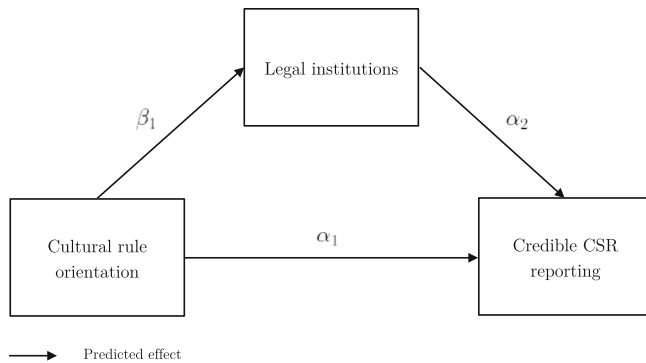 Legal institutions
β₁
α₂
Cultural rule
orientation
α₁
Credible CSR
reporting
Predicted effect